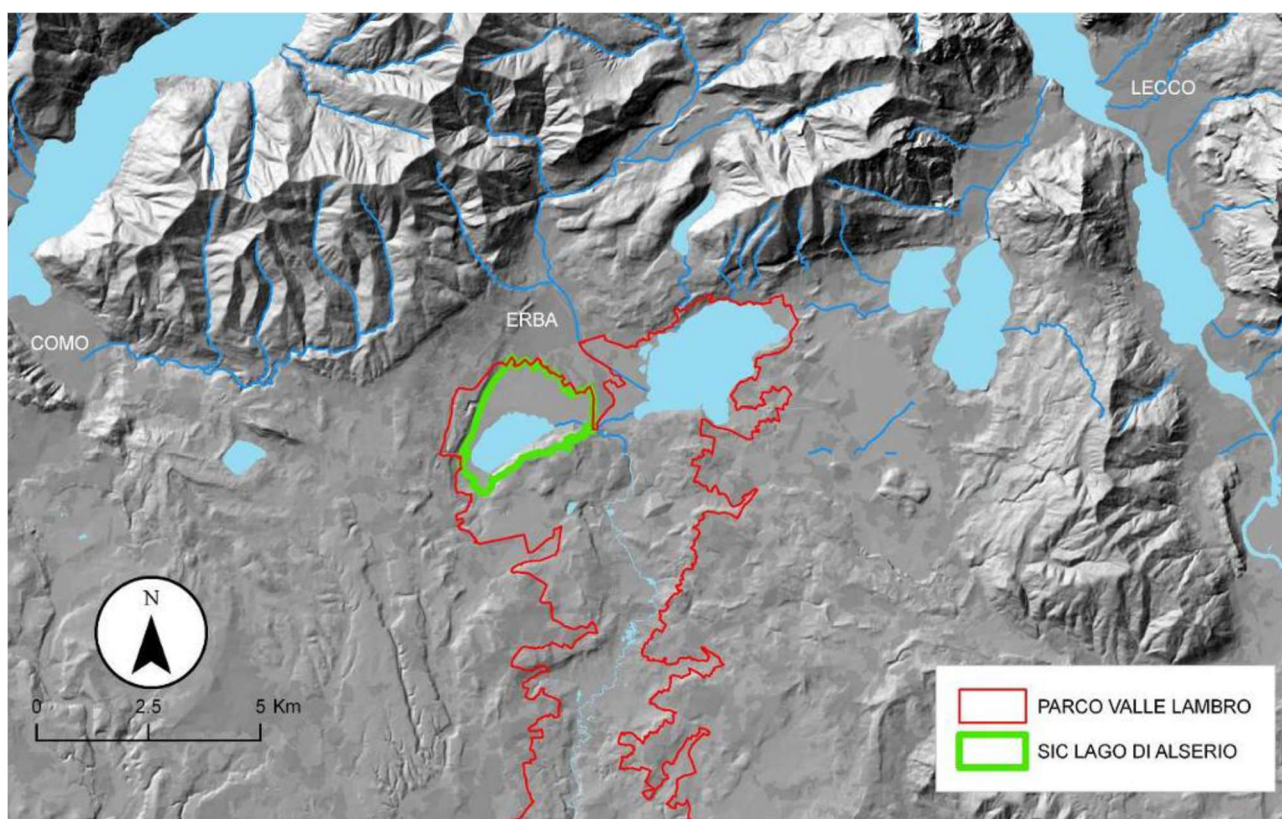 LECCO
ERBA
COMO
N
0 2.5 5 Km
PARCO VALLE LAMBRO
SIC LAGO DI ALSERIO